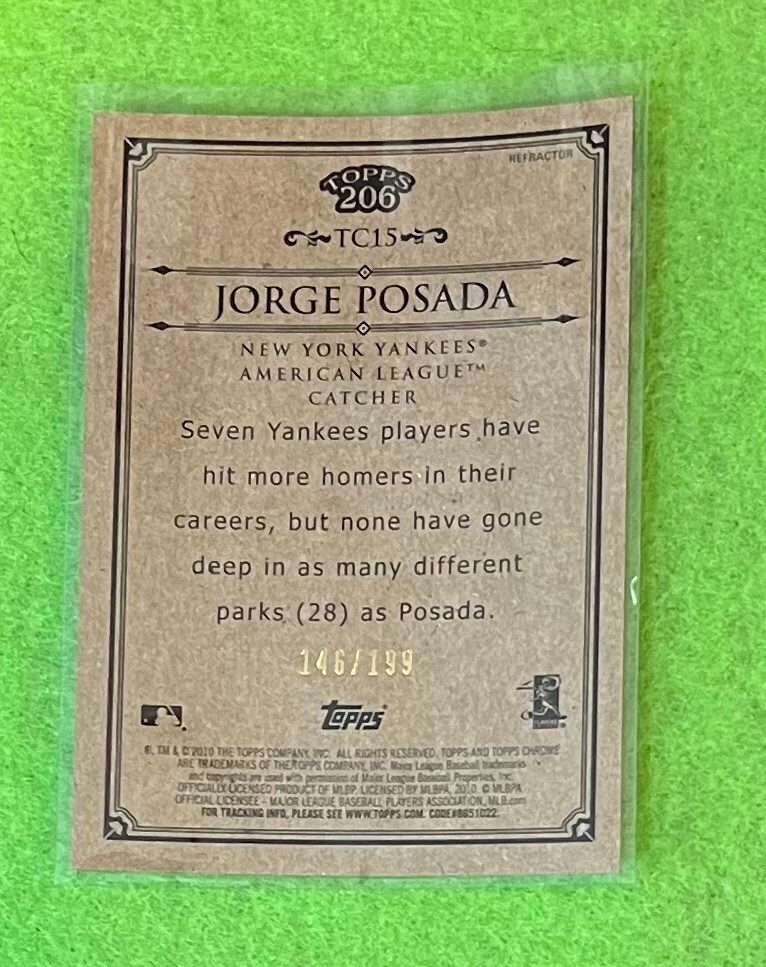 REFRACTOR
TOPPS
206
TC15
JORGE POSADA
NEW YORK YANKEES®
AMERICAN LEAGUE™
CATCHER
Seven Yankees players have
hit more homers in their
careers, but none have gone
deep in as many different
parks (28) as Posada.
146/199
Topps
®, TM & © 2010 THE TOPPS COMPANY, INC. ALL RIGHTS RESERVED. TOPPS AND TOPPS CHROME
ARE TRADEMARKS OF THE TOPPS COMPANY, INC. Major League Baseball trademarks
and copyrights are used with permission of Major League Baseball Properties, Inc.
OFFICIALLY LICENSED PRODUCT OF MLBP. LICENSED BY MLBPA, 2010. © MLBPA
OFFICIAL LICENSEE - MAJOR LEAGUE BASEBALL PLAYERS ASSOCIATION, MLB.com
FOR TRACKING INFO, PLEASE SEE WWW.TOPPS.COM. CODE#8651022.